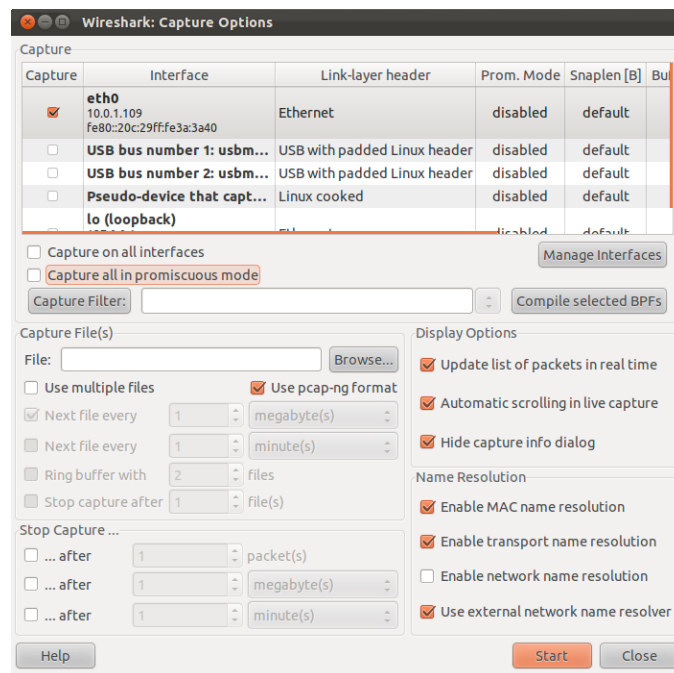 Wireshark: Capture Options
Capture
Capture Interface Link-layer header Prom. Mode Snaplen [B]
eth0
10.0.1.109
fe80::20c:29ff:fe3a:3a40
Ethernet disabled default
USB bus number 1: usbm... USB with padded Linux header disabled default
USB bus number 2: usbm... USB with padded Linux header disabled default
Pseudo-device that capt... Linux cooked disabled default
lo (loopback)
Capture on all interfaces Manage Interfaces
Capture all in promiscuous mode
Capture Filter: Compile selected BPFs
Capture File(s)
File: Browse...
Use multiple files Use pcap-ng format
Next file every 1 megabyte(s)
Next file every 1 minute(s)
Ring buffer with 2 files
Stop capture after 1 file(s)
Stop Capture ...
... after 1 packet(s)
... after 1 megabyte(s)
... after 1 minute(s)
Display Options
Update list of packets in real time
Automatic scrolling in live capture
Hide capture info dialog
Name Resolution
Enable MAC name resolution
Enable transport name resolution
Enable network name resolution
Use external network name resolver
Help Start Close